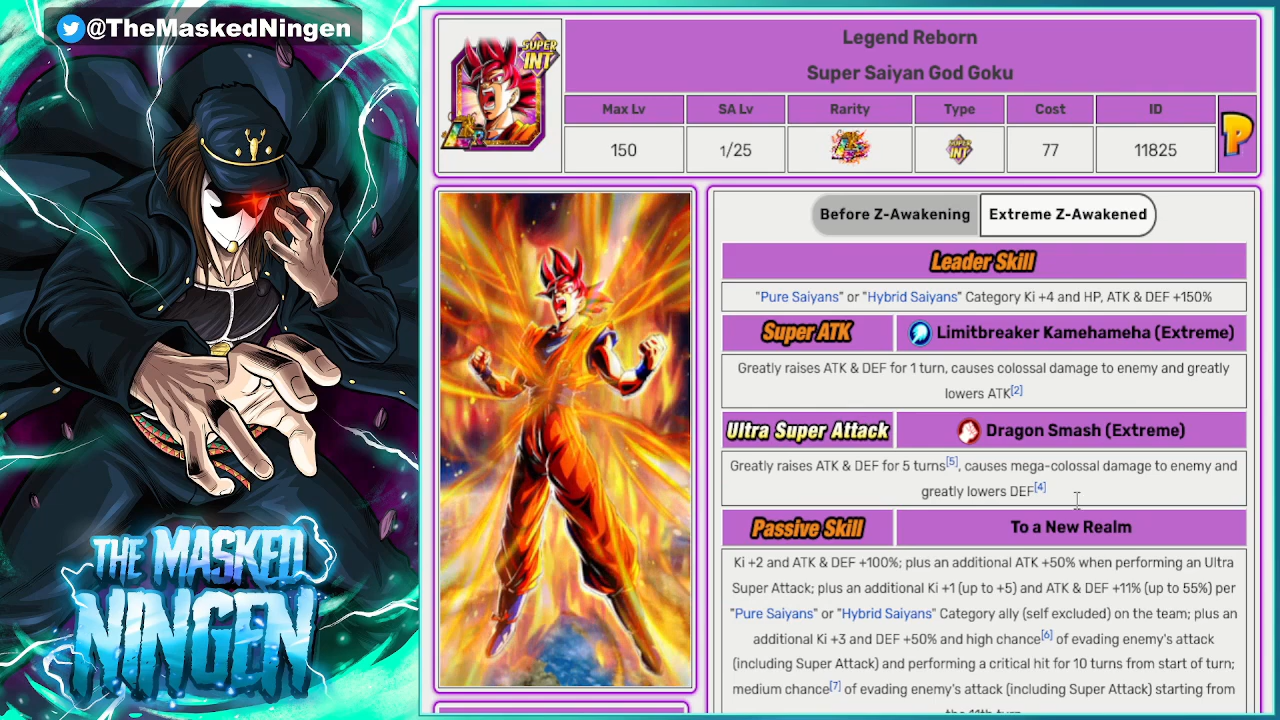 @TheMaskedNingen
THE MASKED
NINGEN
SUPER
INT
Legend Reborn
Super Saiyan God Goku
Max Lv SA Lv Rarity Type Cost ID
150 1/25 LR SUPER INT 77 11825 P
Before Z-Awakening Extreme Z-Awakened
Leader Skill
"Pure Saiyans" or "Hybrid Saiyans" Category Ki +4 and HP, ATK & DEF +150%
Super ATK Limitbreaker Kamehameha (Extreme)
Greatly raises ATK & DEF for 1 turn, causes colossal damage to enemy and greatly
lowers ATK[2]
Ultra Super Attack Dragon Smash (Extreme)
Greatly raises ATK & DEF for 5 turns[5], causes mega-colossal damage to enemy and
greatly lowers DEF[4]
Passive Skill To a New Realm
Ki +2 and ATK & DEF +100%; plus an additional ATK +50% when performing an Ultra
Super Attack; plus an additional Ki +1 (up to +5) and ATK & DEF +11% (up to 55%) per
"Pure Saiyans" or "Hybrid Saiyans" Category ally (self excluded) on the team; plus an
additional Ki +3 and DEF +50% and high chance[6] of evading enemy's attack
(including Super Attack) and performing a critical hit for 10 turns from start of turn;
medium chance[7] of evading enemy's attack (including Super Attack) starting from
the 11th turn